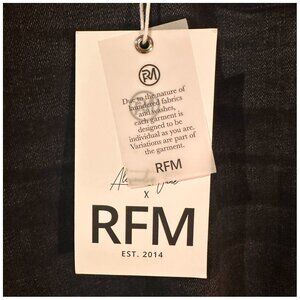 RM
Due to the nature of
laundered fabrics
and washes,
each garment is
designed to be
individual as you are.
Variations are part of
the garment.
RFM
x
RFM
EST. 2014